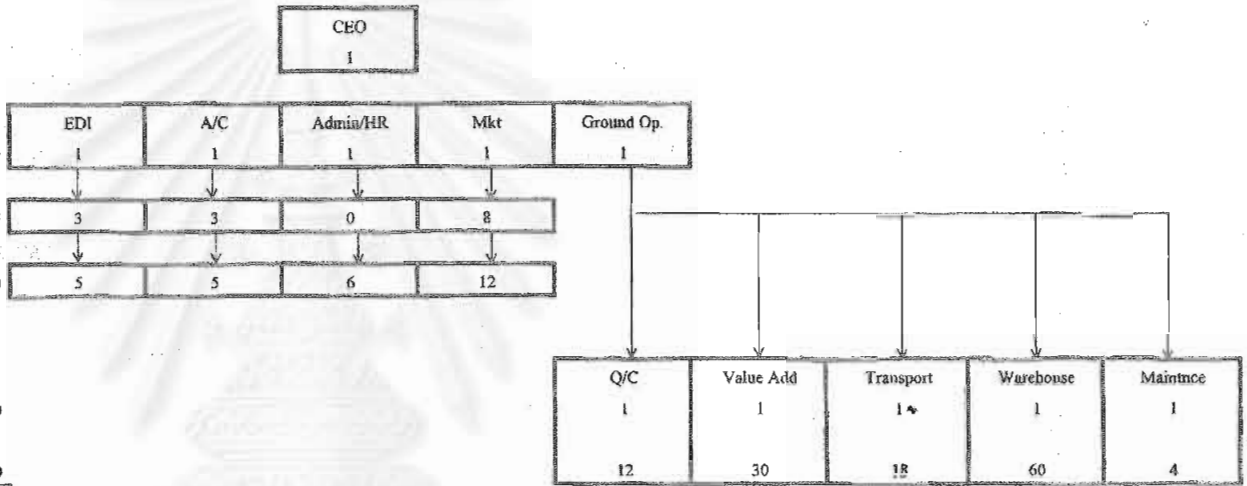 CEO
1
EDI A/C Admin/HR Mkt Ground Op.
1 1 1 1 1
3 3 0 8
5 5 6 12
Q/C Value Add Transport Warehouse Maintnce
1 1 1 1 1
12 30 18 60 4